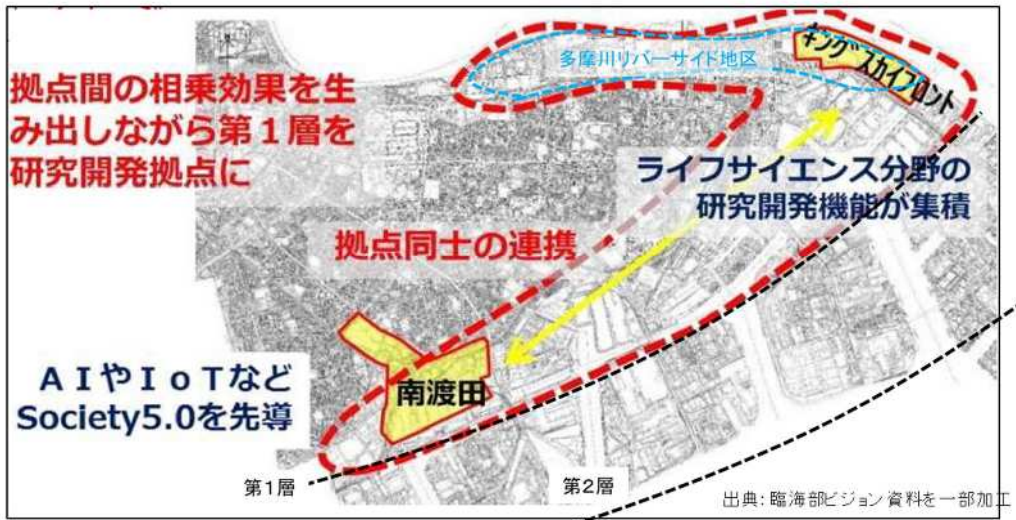 多摩川リバーサイド地区
キングスカイフロント
拠点間の相乗効果を生
み出しながら第１層を
研究開発拠点に
ライフサイエンス分野の
研究開発機能が集積
拠点同士の連携
ＡＩやＩｏＴなど
Society5.0を先導
南渡田
第1層
第2層
出典：臨海部ビジョン資料を一部加工